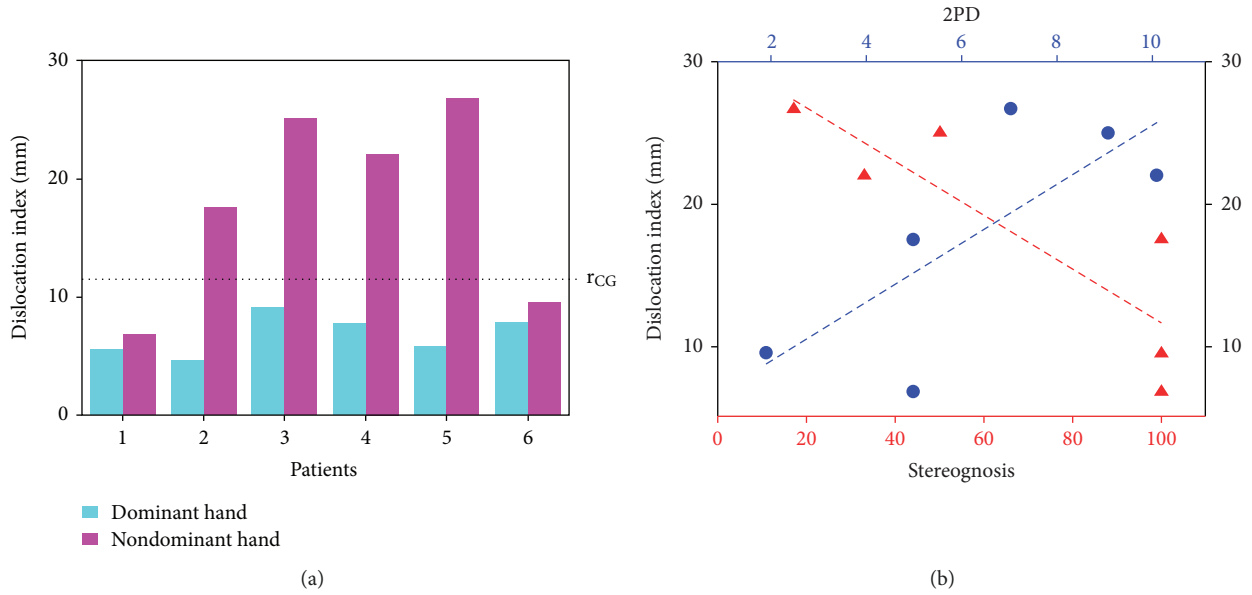 30
20
10
0
Dislocation index (mm)
r_CG
1 2 3 4 5 6
Patients
Dominant hand
Nondominant hand
(a)
2PD
2 4 6 8 10
30
20
10
Dislocation index (mm)
30
20
10
0 20 40 60 80 100
Stereognosis
(b)